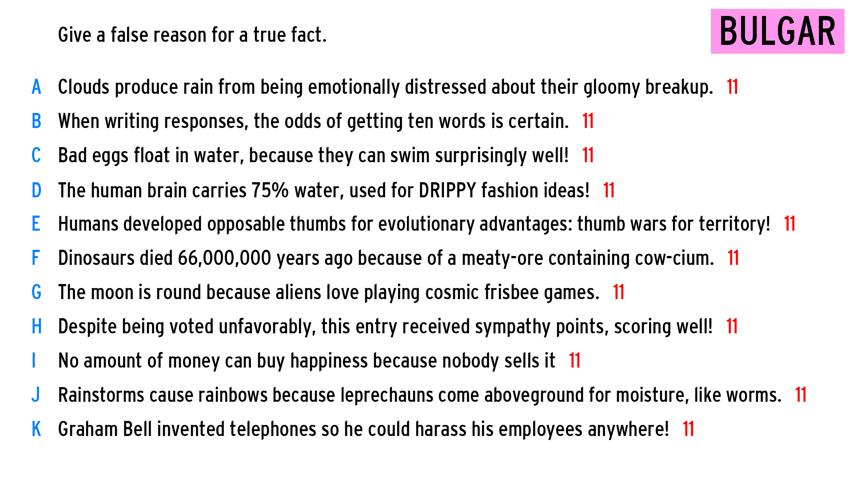 Give a false reason for a true fact.
BULGAR
A Clouds produce rain from being emotionally distressed about their gloomy breakup. 11
B When writing responses, the odds of getting ten words is certain. 11
C Bad eggs float in water, because they can swim surprisingly well! 11
D The human brain carries 75% water, used for DRIPPY fashion ideas! 11
E Humans developed opposable thumbs for evolutionary advantages: thumb wars for territory! 11
F Dinosaurs died 66,000,000 years ago because of a meaty-ore containing cow-cium. 11
G The moon is round because aliens love playing cosmic frisbee games. 11
H Despite being voted unfavorably, this entry received sympathy points, scoring well! 11
I No amount of money can buy happiness because nobody sells it 11
J Rainstorms cause rainbows because leprechauns come aboveground for moisture, like worms. 11
K Graham Bell invented telephones so he could harass his employees anywhere! 11